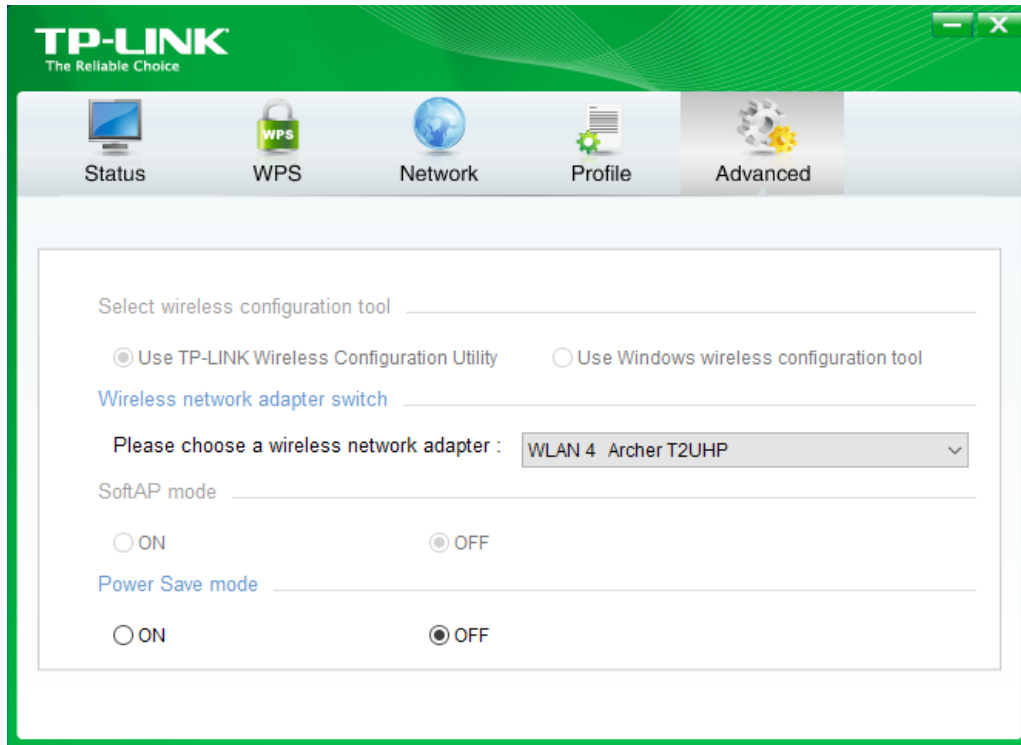 TP-LINK
The Reliable Choice
Status
WPS
WPS
Network
Profile
Advanced
Select wireless configuration tool
Use TP-LINK Wireless Configuration Utility
Use Windows wireless configuration tool
Wireless network adapter switch
Please choose a wireless network adapter :
WLAN 4 Archer T2UHP
SoftAP mode
ON
OFF
Power Save mode
ON
OFF